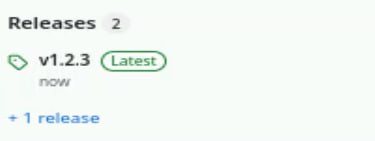 Releases 2
v1.2.3 Latest
now
+ 1 release